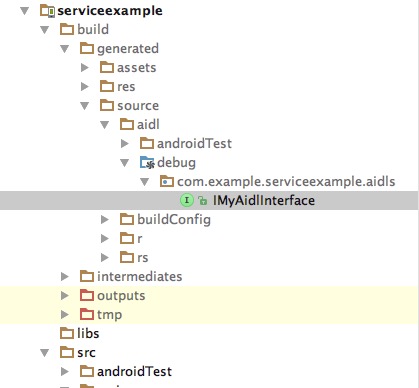 serviceexample
build
generated
assets
res
source
aidl
androidTest
debug
com.example.serviceexample.aidls
I IMyAidlInterface
buildConfig
r
rs
intermediates
outputs
tmp
libs
src
androidTest